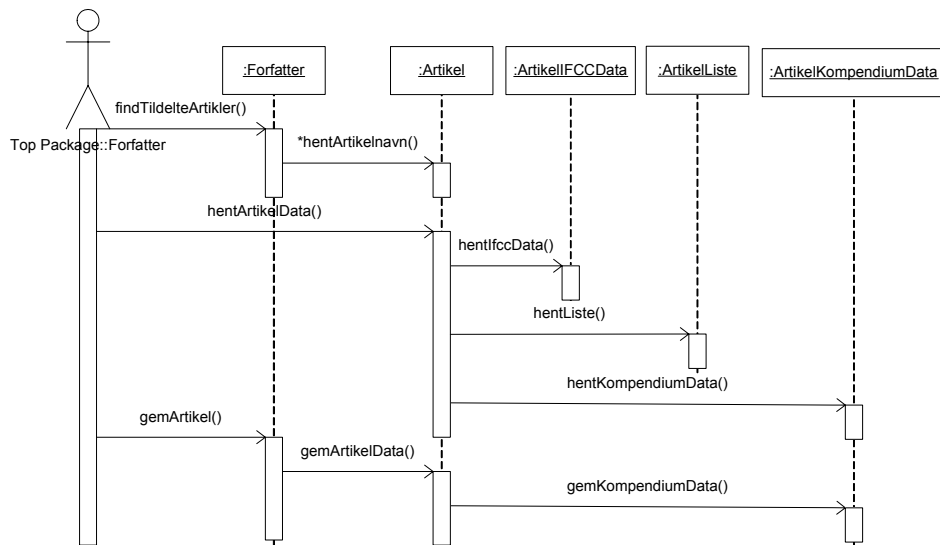 :Forfatter
:Artikel
:ArtikelIFCCData
:ArtikelListe
:ArtikelKompendiumData
findTildelteArtikler()
Top Package::Forfatter
*hentArtikelnavn()
hentArtikelData()
hentIfccData()
hentListe()
hentKompendiumData()
gemArtikel()
gemArtikelData()
gemKompendiumData()